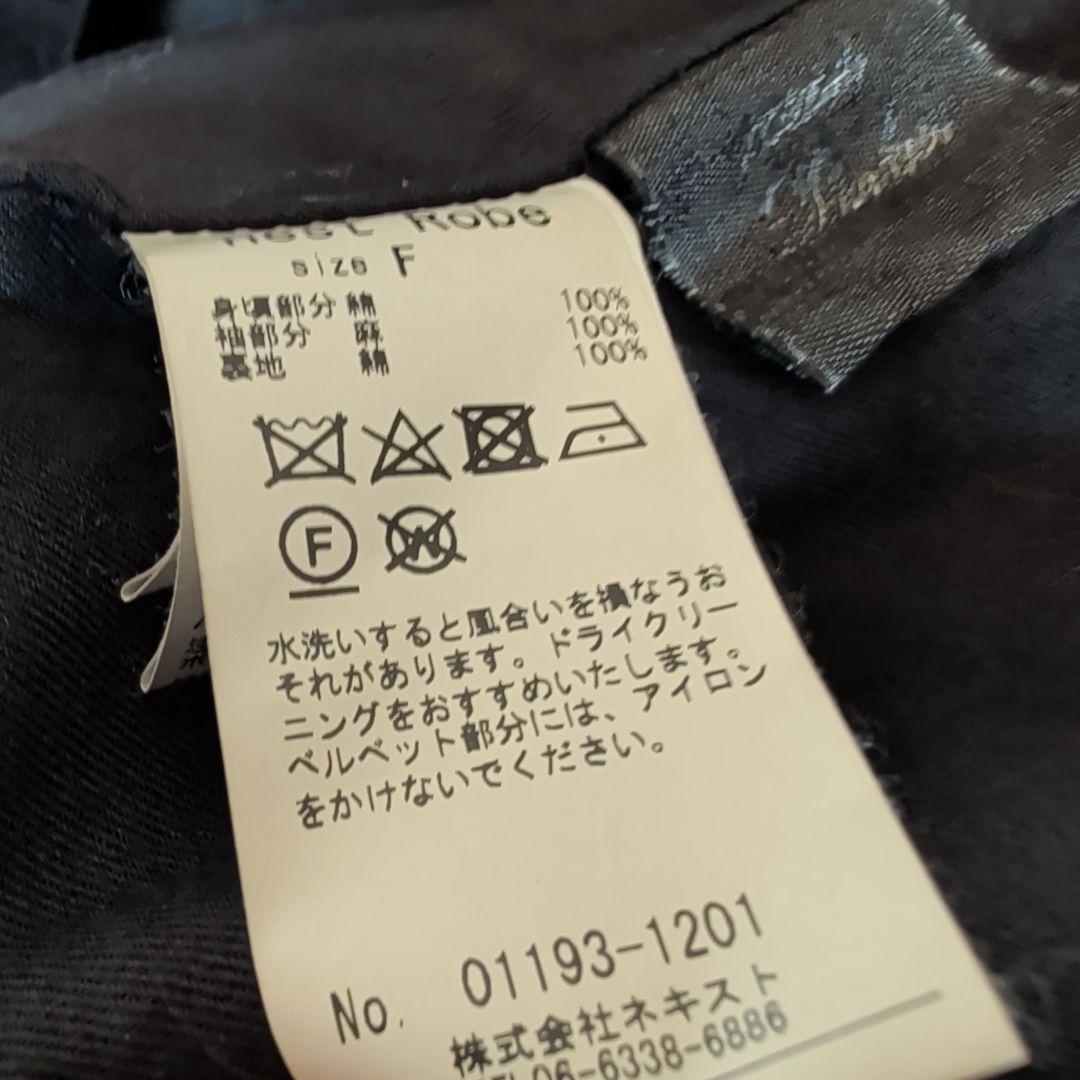 Nest Robe
size F
身頃部分 綿 100%
袖部分 麻 100%
裏地 綿 100%
F
W
水洗いすると風合いを損なうお
それがあります。ドライクリー
ニングをおすすめいたします。
ベルベット部分には、アイロン
をかけないでください。
No. 01193-1201
株式会社ネキスト
TEL06-6338-6886